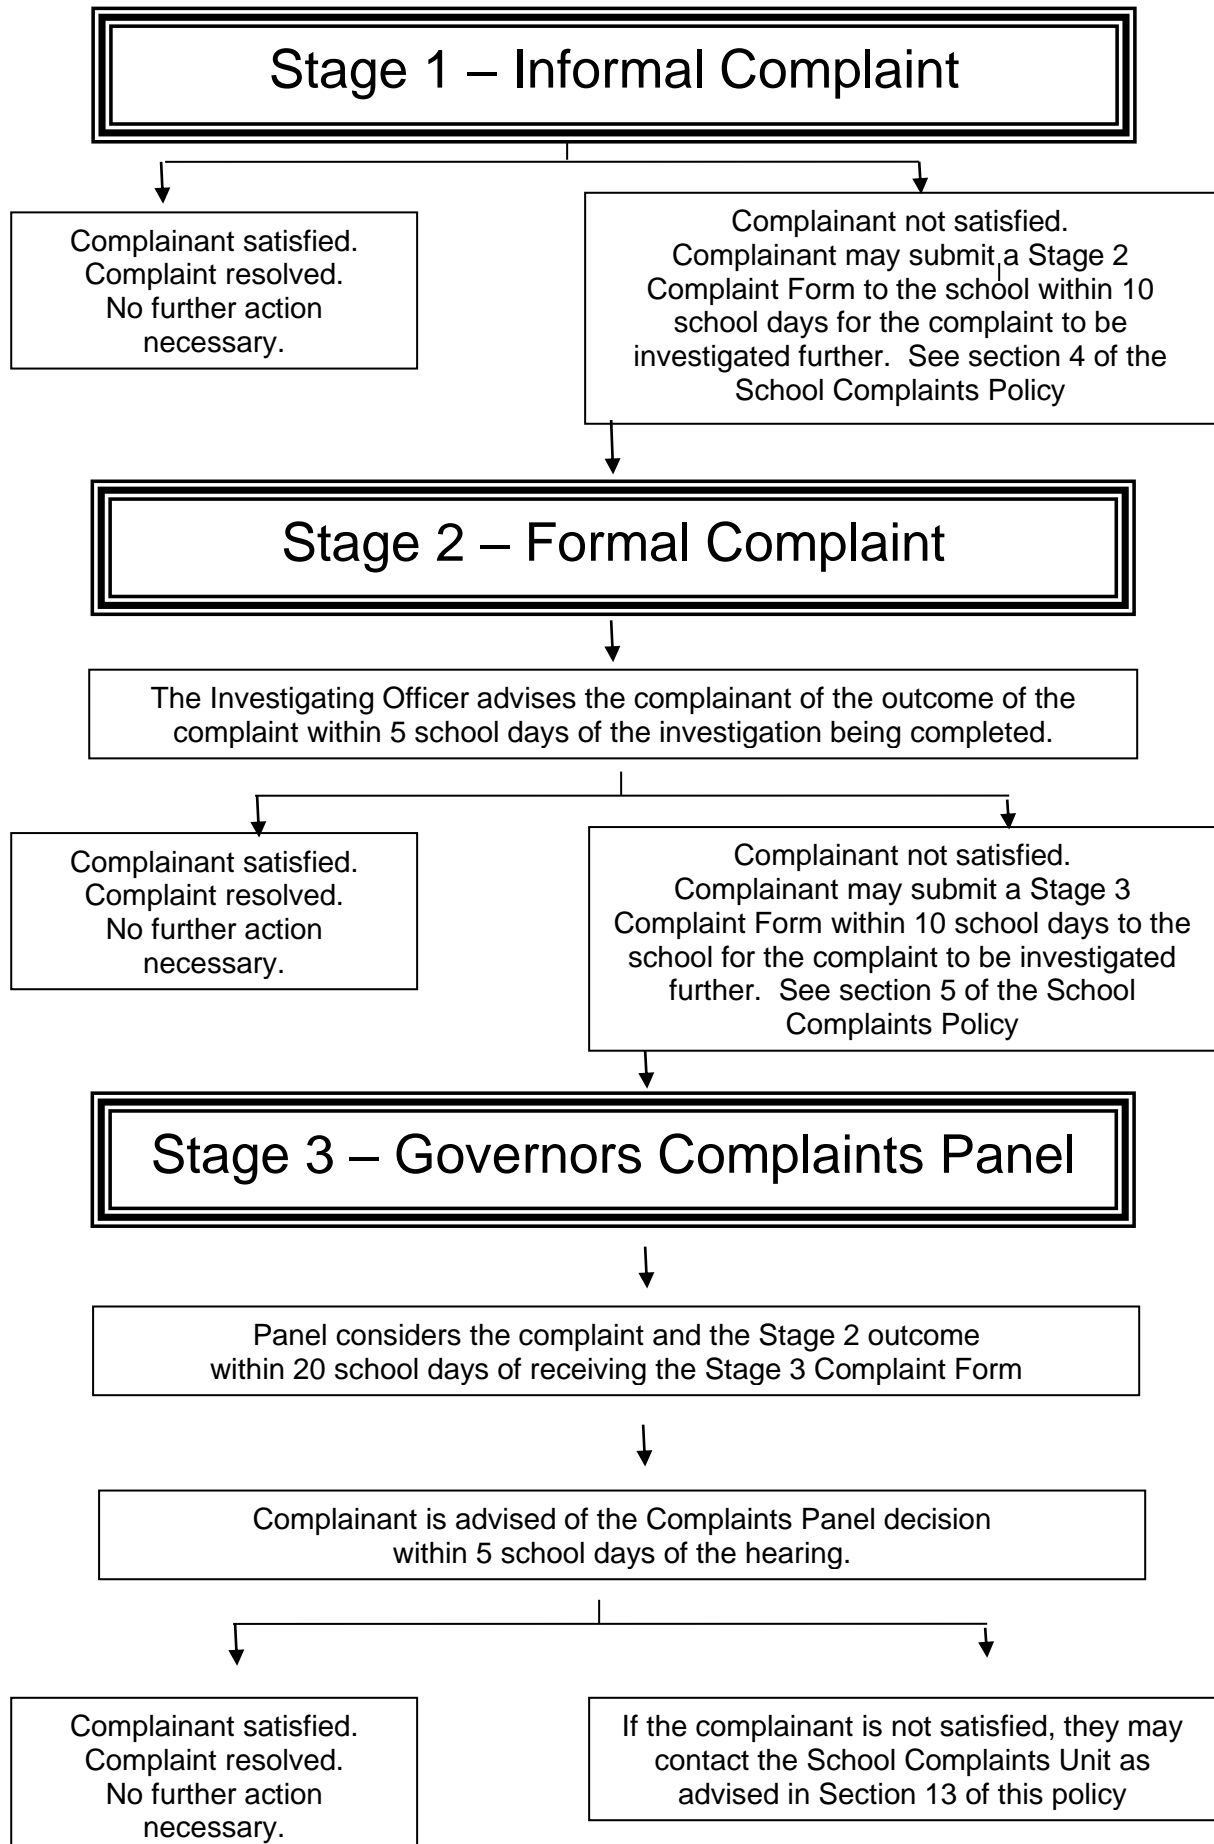 Stage 1 – Informal Complaint
Complainant satisfied.
Complaint resolved.
No further action
necessary.
Complainant not satisfied.
Complainant may submit a Stage 2
Complaint Form to the school within 10
school days for the complaint to be
investigated further.  See section 4 of the
School Complaints Policy
Stage 2 – Formal Complaint
The Investigating Officer advises the complainant of the outcome of the
complaint within 5 school days of the investigation being completed.
Complainant satisfied.
Complaint resolved.
No further action
necessary.
Complainant not satisfied.
Complainant may submit a Stage 3
Complaint Form within 10 school days to the
school for the complaint to be investigated
further.  See section 5 of the School
Complaints Policy
Stage 3 – Governors Complaints Panel
Panel considers the complaint and the Stage 2 outcome
within 20 school days of receiving the Stage 3 Complaint Form
Complainant is advised of the Complaints Panel decision
within 5 school days of the hearing.
Complainant satisfied.
Complaint resolved.
No further action
necessary.
If the complainant is not satisfied, they may
contact the School Complaints Unit as
advised in Section 13 of this policy